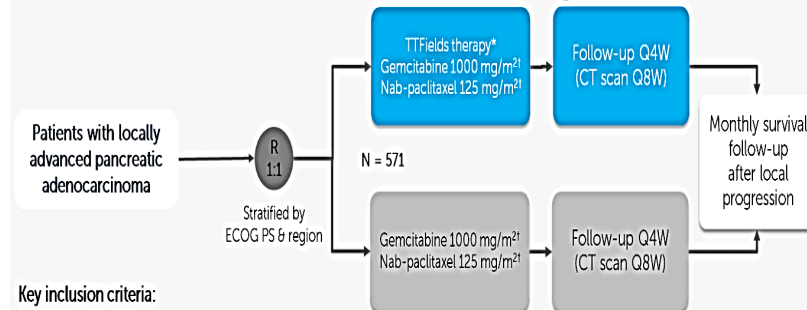 Patients with locally
advanced pancreatic
adenocarcinoma
R
1:1
Stratified by
ECOG PS & region
N = 571
TTFields therapy*
Gemcitabine 1000 mg/m²†
Nab-paclitaxel 125 mg/m²†
Follow-up Q4W
(CT scan Q8W)
Gemcitabine 1000 mg/m²†
Nab-paclitaxel 125 mg/m²†
Follow-up Q4W
(CT scan Q8W)
Monthly survival
follow-up
after local
progression
Key inclusion criteria: